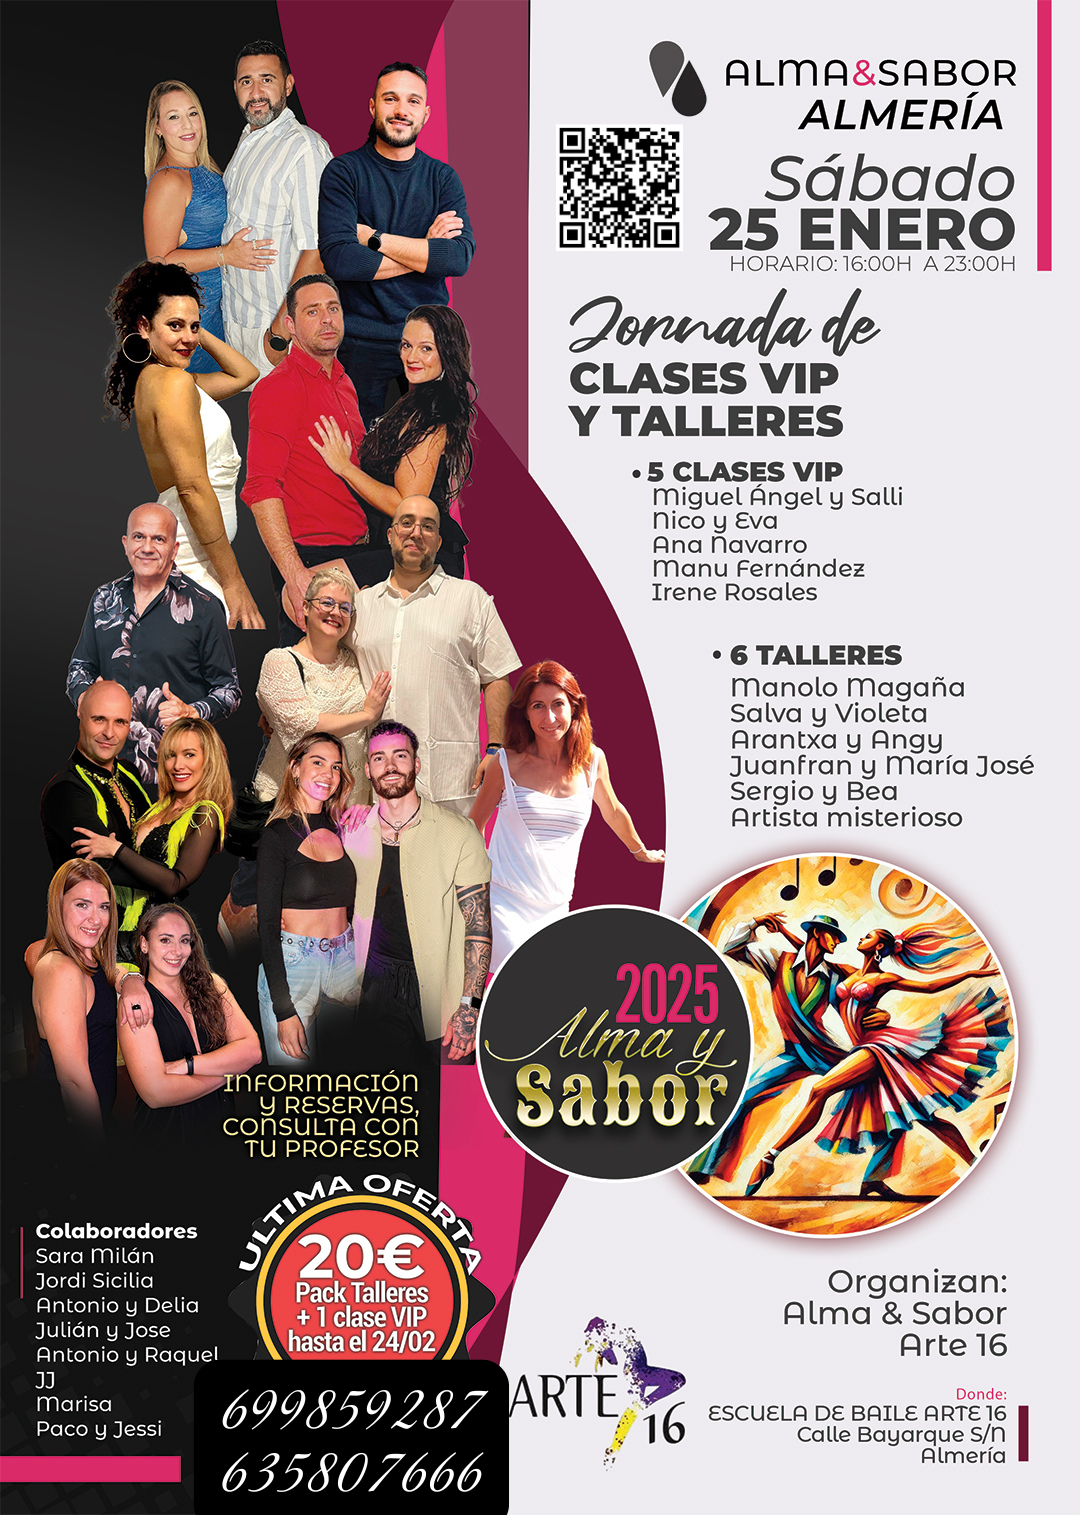 ALMA&SABOR
ALMERÍA
Sábado
25 ENERO
HORARIO: 16:00H A 23:00H
Jornada de
CLASES VIP
Y TALLERES
• 5 CLASES VIP
Miguel Ángel y Salli
Nico y Eva
Ana Navarro
Manu Fernández
Irene Rosales
• 6 TALLERES
Manolo Magaña
Salva y Violeta
Arantxa y Angy
Juanfran y María José
Sergio y Bea
Artista misterioso
2025
Alma y
Sabor
INFORMACIÓN
Y RESERVAS,
CONSULTA CON
TU PROFESOR
ULTIMA OFERTA
20€
Pack Talleres
+ 1 clase VIP
hasta el 24/02
Colaboradores
Sara Milán
Jordi Sicilia
Antonio y Delia
Julián y Jose
Antonio y Raquel
JJ
Marisa
Paco y Jessi
699859287
635807666
ARTE
16
Organizan:
Alma & Sabor
Arte 16
Donde:
ESCUELA DE BAILE ARTE 16
Calle Bayarque S/N
Almería